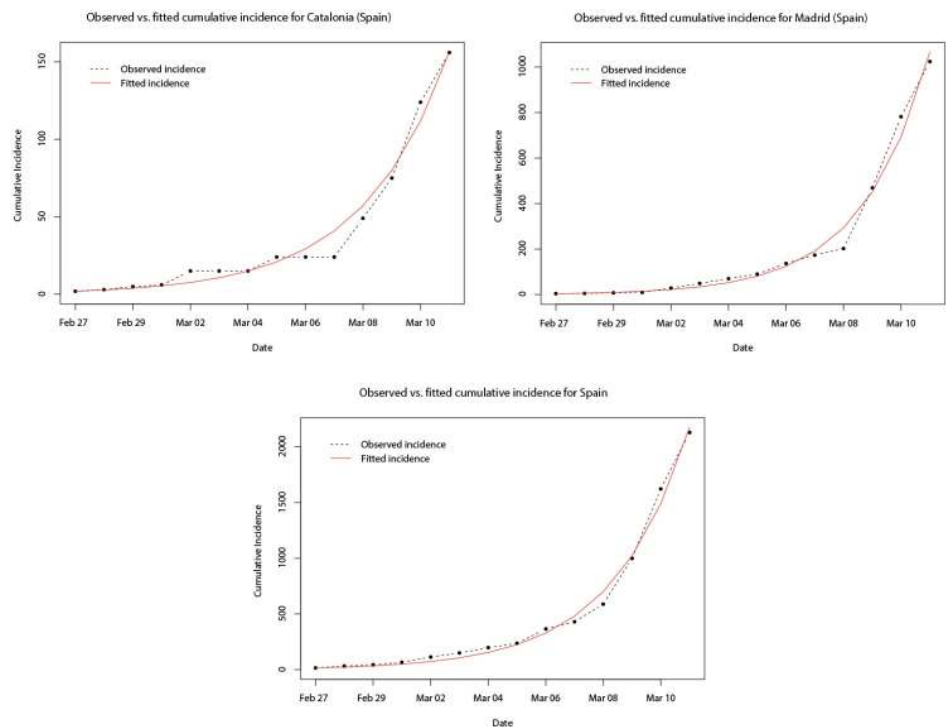 Observed vs. fitted cumulative incidence for Catalonia (Spain)
Observed incidence
Fitted incidence
Cumulative Incidence
0
50
100
150
Feb 27 Feb 29 Mar 02 Mar 04 Mar 06 Mar 08 Mar 10
Date
Observed vs. fitted cumulative incidence for Madrid (Spain)
Observed incidence
Fitted incidence
Cumulative Incidence
0
200
400
600
800
1000
Feb 27 Feb 29 Mar 02 Mar 04 Mar 06 Mar 08 Mar 10
Date
Observed vs. fitted cumulative incidence for Spain
Observed incidence
Fitted incidence
Cumulative Incidence
0
500
1000
1500
2000
Feb 27 Feb 29 Mar 02 Mar 04 Mar 06 Mar 08 Mar 10
Date